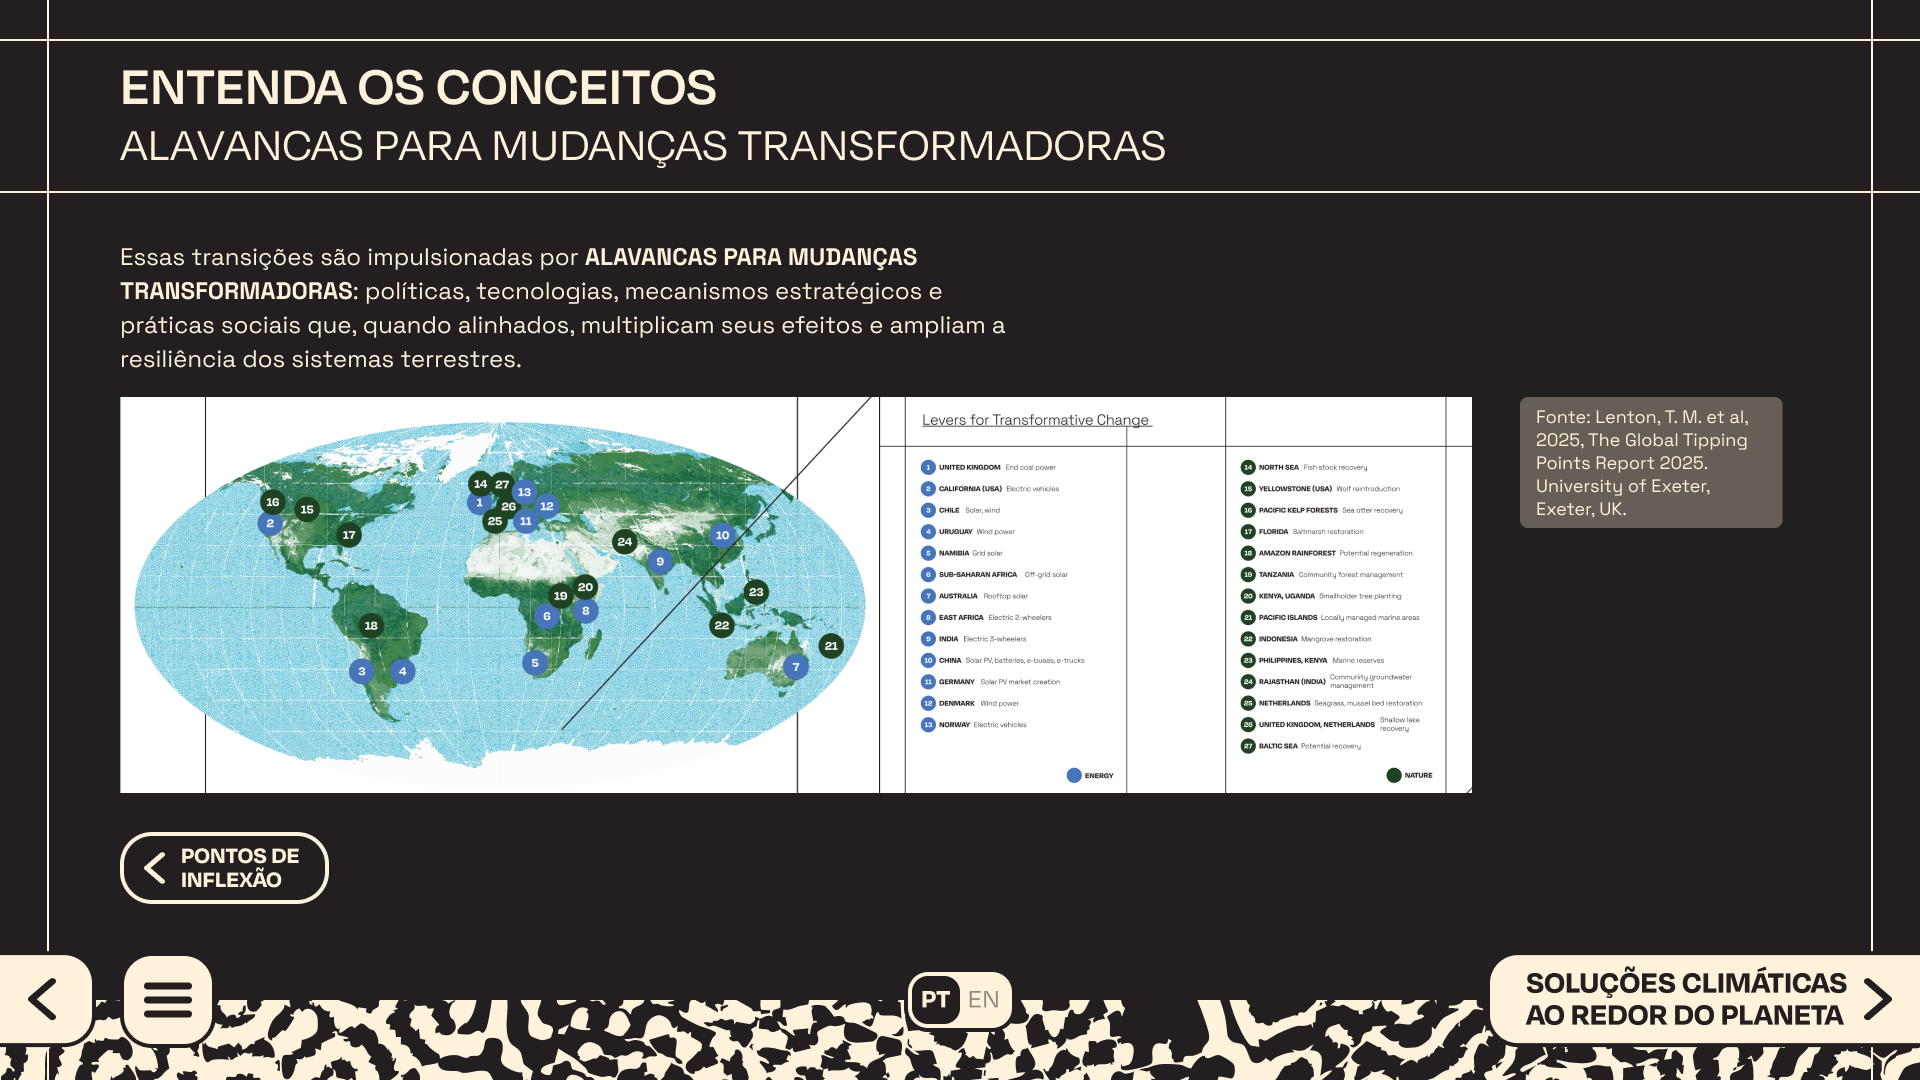 ENTENDA OS CONCEITOS
ALAVANCAS PARA MUDANÇAS TRANSFORMADORAS
Essas transições são impulsionadas por ALAVANCAS PARA MUDANÇAS
TRANSFORMADORAS: políticas, tecnologias, mecanismos estratégicos e
práticas sociais que, quando alinhados, multiplicam seus efeitos e ampliam a
resiliência dos sistemas terrestres.
14 27 13
16 1 26 12
15 25 11
2
17 24 10
9
20 23
19
6 8
18 22
21
5 7
3 4
Levers for Transformative Change
1 UNITED KINGDOM End coal power
2 CALIFORNIA (USA) Electric vehicles
3 CHILE Solar, wind
4 URUGUAY Wind power
5 NAMIBIA Grid solar
6 SUB-SAHARAN AFRICA Off-grid solar
7 AUSTRALIA Rooftop solar
8 EAST AFRICA Electric 2-wheelers
9 INDIA Electric 3-wheelers
10 CHINA Solar PV, batteries, e-buses, e-trucks
11 GERMANY Solar PV market creation
12 DENMARK Wind power
13 NORWAY Electric vehicles
ENERGY
14 NORTH SEA Fish stock recovery
15 YELLOWSTONE (USA) Wolf reintroduction
16 PACIFIC KELP FORESTS Sea otter recovery
17 FLORIDA Saltmarsh restoration
18 AMAZON RAINFOREST Potential regeneration
19 TANZANIA Community forest management
20 KENYA, UGANDA Smallholder tree planting
21 PACIFIC ISLANDS Locally managed marine areas
22 INDONESIA Mangrove restoration
23 PHILIPPINES, KENYA Marine reserves
24 RAJASTHAN (INDIA) Community groundwater
management
25 NETHERLANDS Seagrass, mussel bed restoration
26 UNITED KINGDOM, NETHERLANDS Shallow lake
recovery
27 BALTIC SEA Potential recovery
NATURE
Fonte: Lenton, T. M. et al,
2025, The Global Tipping
Points Report 2025.
University of Exeter,
Exeter, UK.
PONTOS DE
INFLEXÃO
PT EN
SOLUÇÕES CLIMÁTICAS
AO REDOR DO PLANETA